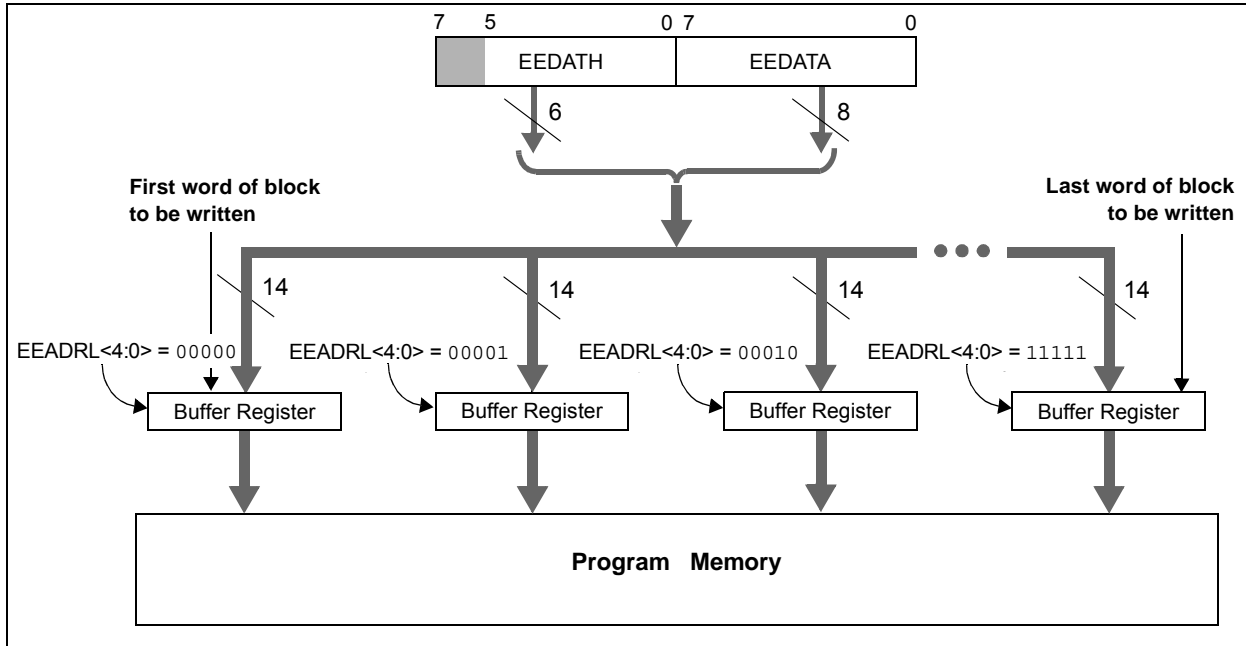 7 5 0 7 0
EEDATH EEDATA
6 8
First word of block
to be written
Last word of block
to be written
14 14 14 14
EEADRL<4:0> = 00000 EEADRL<4:0> = 00001 EEADRL<4:0> = 00010 EEADRL<4:0> = 11111
Buffer Register Buffer Register Buffer Register Buffer Register
Program Memory